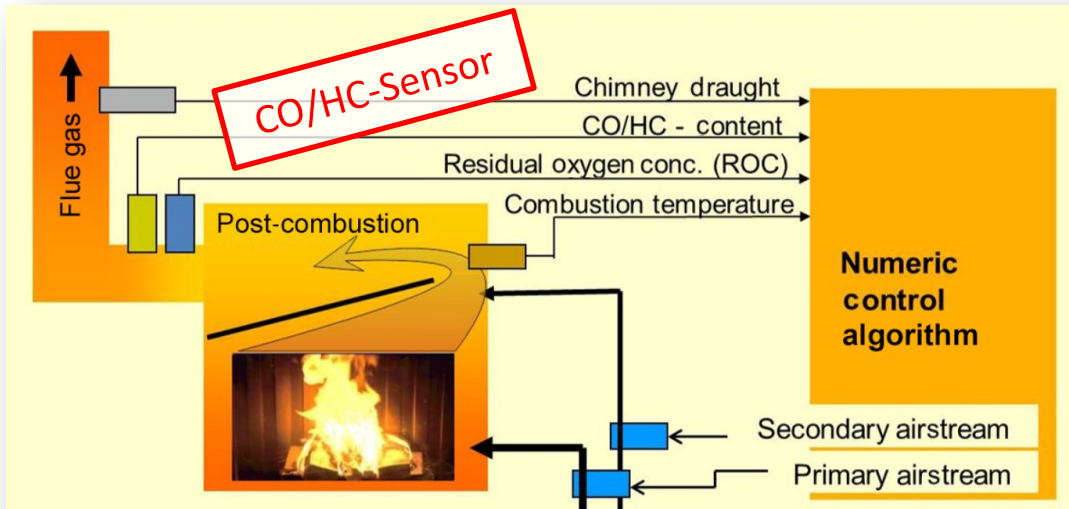 CO/HC-Sensor
Flue gas
Chimney draught
CO/HC - content
Residual oxygen conc. (ROC)
Combustion temperature
Post-combustion
Numeric
control
algorithm
Secondary airstream
Primary airstream